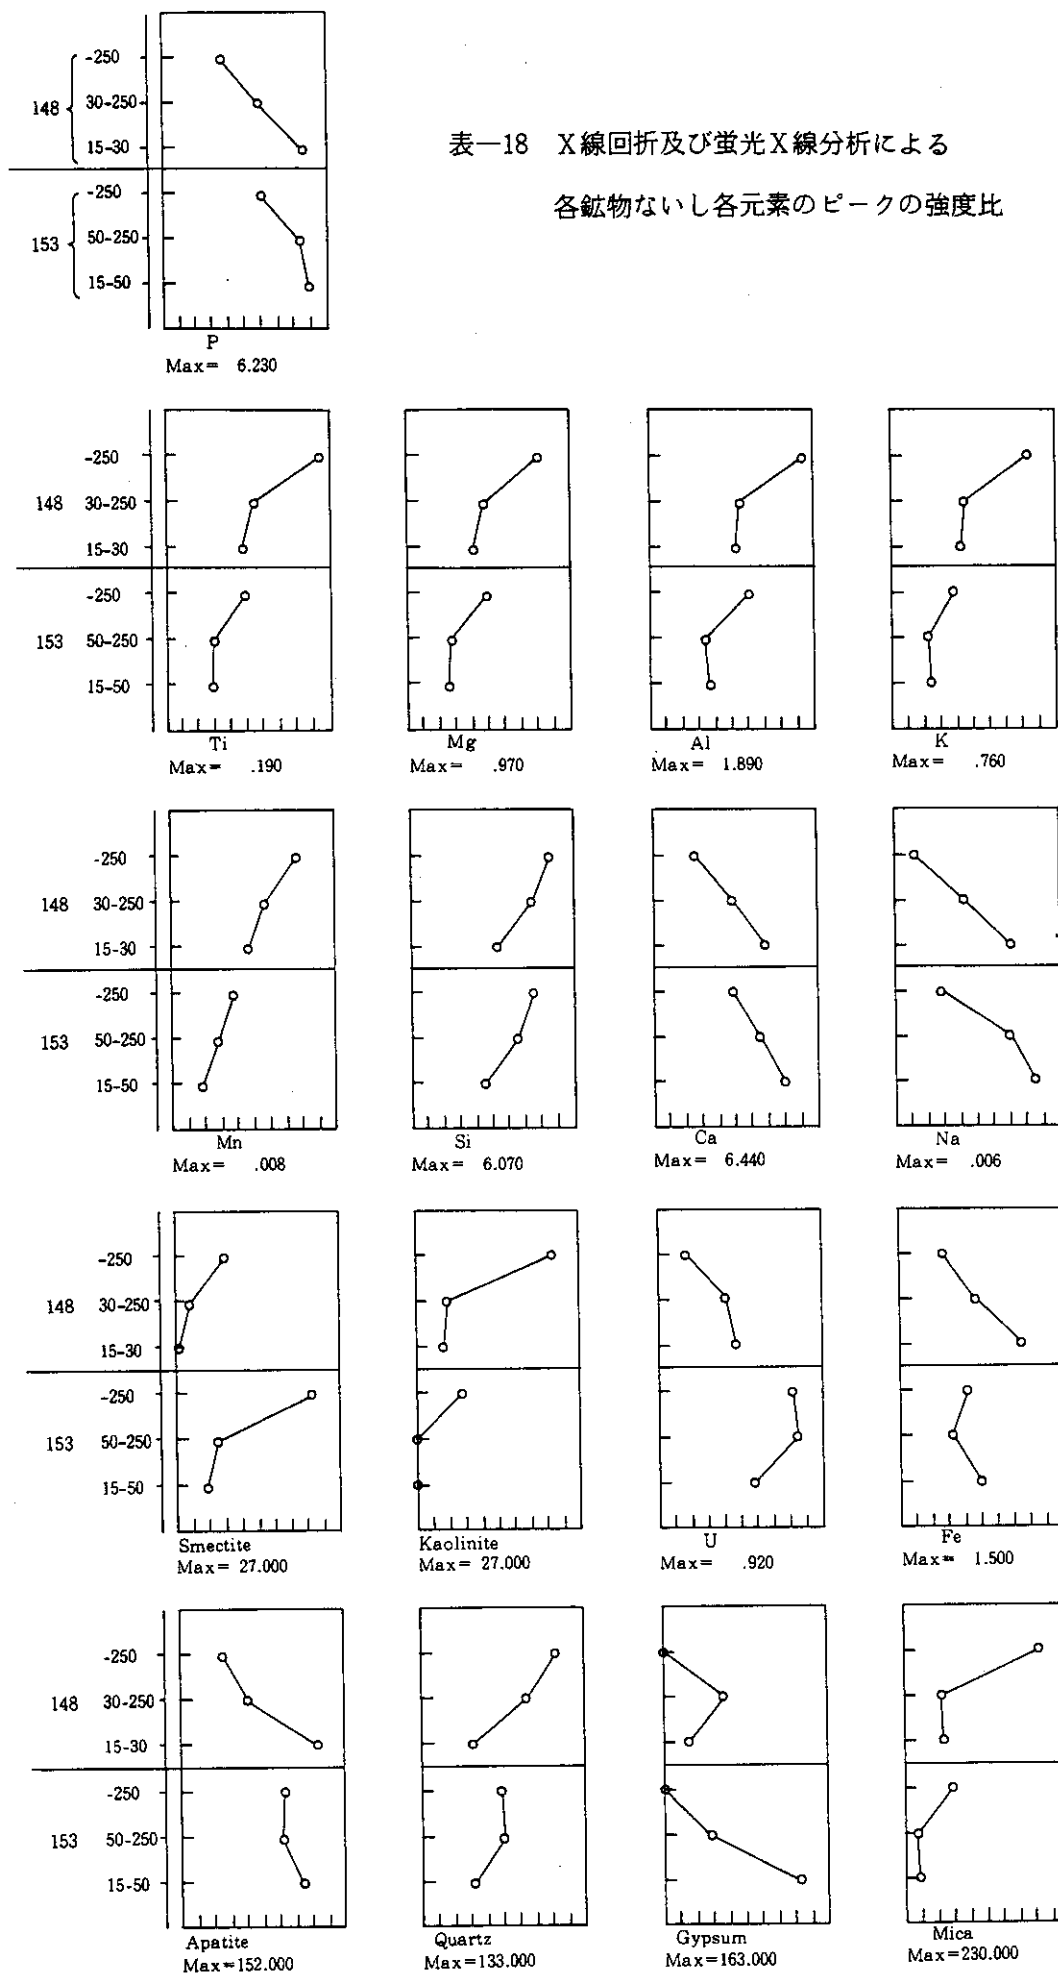 表―18 X線回折及び蛍光X線分析による
各鉱物ないし各元素のピークの強度比
148
-250
30-250
15-30
153
-250
50-250
15-50
P
Max= 6.230
148
-250
30-250
15-30
153
-250
50-250
15-50
Ti
Max= .190
Mg
Max= .970
Al
Max= 1.890
K
Max= .760
148
-250
30-250
15-30
153
-250
50-250
15-50
Mn
Max= .008
Si
Max= 6.070
Ca
Max= 6.440
Na
Max= .006
148
-250
30-250
15-30
153
-250
50-250
15-50
Smectite
Max= 27.000
Kaolinite
Max= 27.000
U
Max= .920
Fe
Max= 1.500
148
-250
30-250
15-30
153
-250
50-250
15-50
Apatite
Max=152.000
Quartz
Max=133.000
Gypsum
Max=163.000
Mica
Max=230.000